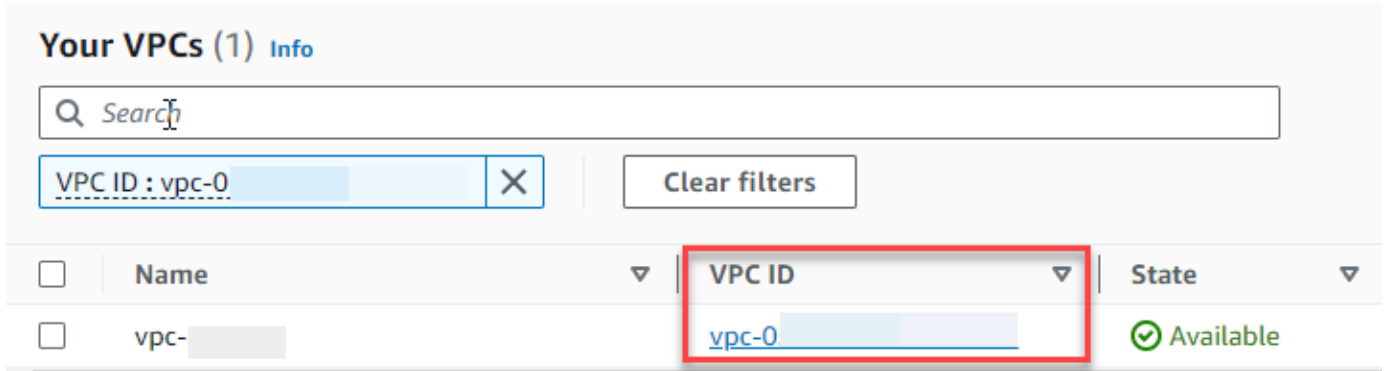 Your VPCs (1) Info
Search
VPC ID : vpc-0
Clear filters
Name VPC ID State
vpc- vpc-0 Available